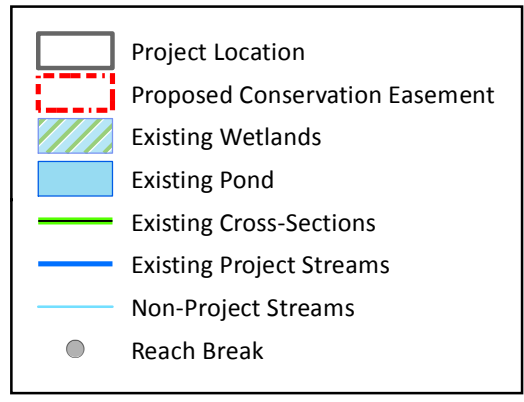 Project Location
Proposed Conservation Easement
Existing Wetlands
Existing Pond
Existing Cross-Sections
Existing Project Streams
Non-Project Streams
Reach Break